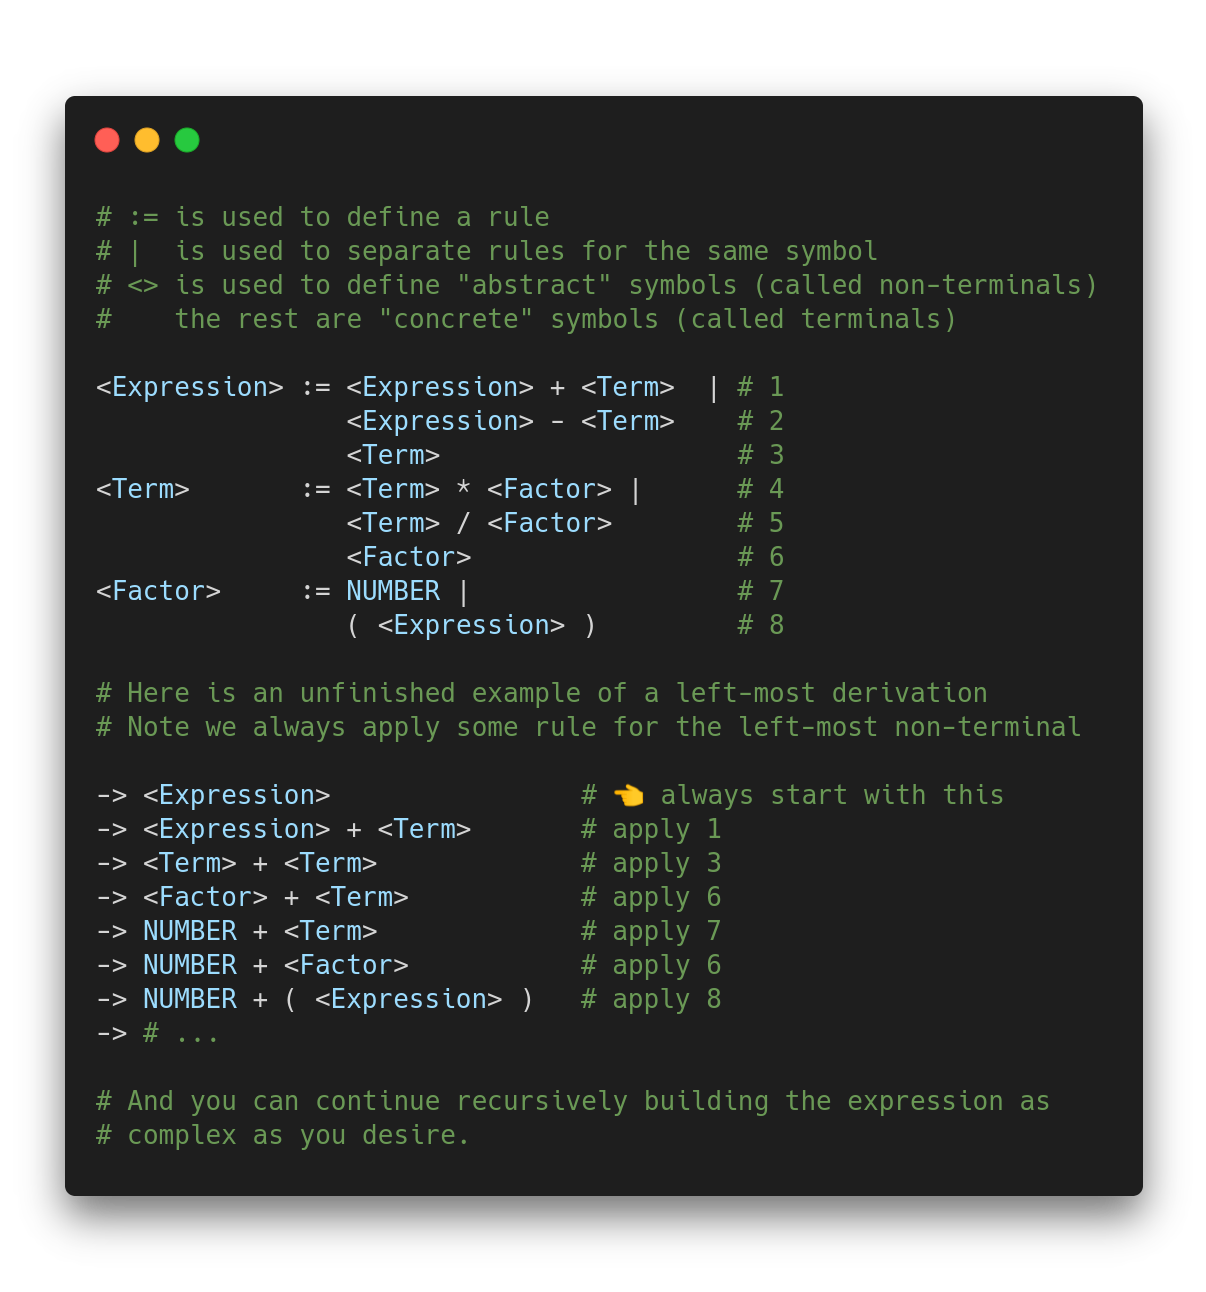 # := is used to define a rule
# |  is used to separate rules for the same symbol
# <> is used to define "abstract" symbols (called non-terminals)
#    the rest are "concrete" symbols (called terminals)

<Expression> := <Expression> + <Term>  | # 1
                <Expression> - <Term>    # 2
                <Term>                   # 3
<Term>       := <Term> * <Factor> |      # 4
                <Term> / <Factor>        # 5
                <Factor>                 # 6
<Factor>     := NUMBER |                 # 7
                ( <Expression> )         # 8

# Here is an unfinished example of a left-most derivation
# Note we always apply some rule for the left-most non-terminal

-> <Expression>                # 👈 always start with this
-> <Expression> + <Term>       # apply 1
-> <Term> + <Term>             # apply 3
-> <Factor> + <Term>           # apply 6
-> NUMBER + <Term>             # apply 7
-> NUMBER + <Factor>           # apply 6
-> NUMBER + ( <Expression> )   # apply 8
-> # ...

# And you can continue recursively building the expression as
# complex as you desire.